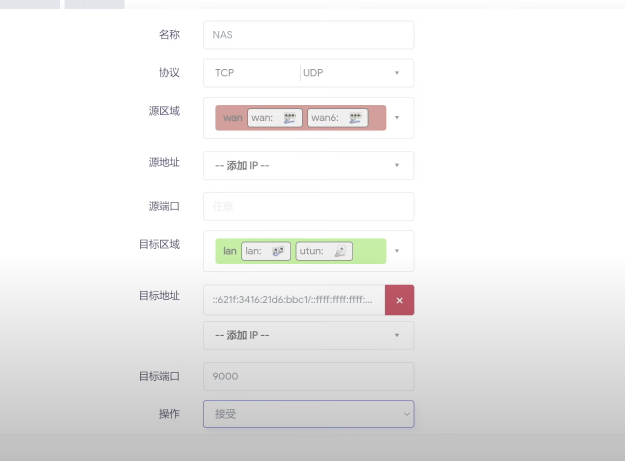 名称 NAS
协议 TCP UDP
源区域 wan wan: wan6:
源地址 -- 添加 IP --
源端口 任意
目标区域 lan lan: utun:
目标地址 ::621f:3416:21d6:bbc1/::ffff:ffff:ffff:... ×
-- 添加 IP --
目标端口 9000
操作 接受